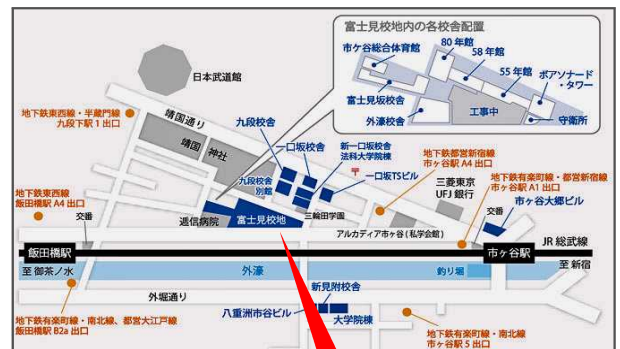 富士見校地内の各校舎配置
市ケ谷総合体育館
80 年館
58 年館
55 年館
ボアソナード
・タワー
富士見坂校舎
外濠校舎
工事中
守衛所
日本武道館
地下鉄東西線・半蔵門線
九段下駅 1 出口
靖国通り
靖国 神社
九段校舎
一口坂校舎
新一口坂校舎
法科大学院棟
九段校舎
別館
一口坂TSビル
三輪田学園
地下鉄都営新宿線
市ヶ谷駅 A4 出口
三菱東京
UFJ 銀行
地下鉄有楽町線・都営新宿線
市ヶ谷駅 A1 出口
地下鉄東西線
飯田橋駅 A4 出口
交番
逓信病院
富士見校地
アルカディア市ヶ谷 (私学会館)
交番
市ケ谷大郷ビル
飯田橋駅
市ヶ谷駅
JR 総武線
至 御茶ノ水
外濠
釣り堀
至 新宿
外堀通り
新見附校舎
八重洲市谷ビル
大学院棟
地下鉄有楽町線・南北線、都営大江戸線
飯田橋駅 B2a 出口
地下鉄有楽町線・南北線
市ケ谷駅 5 出口